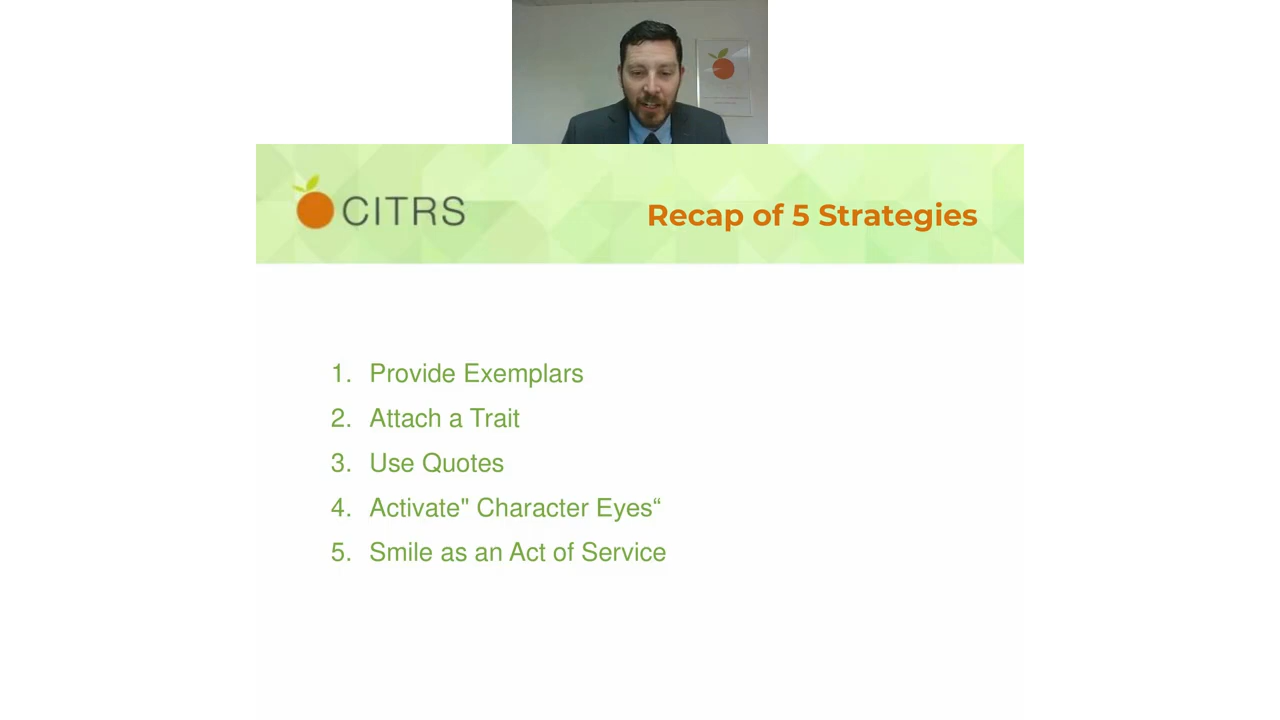 CITRS
Recap of 5 Strategies
1. Provide Exemplars
2. Attach a Trait
3. Use Quotes
4. Activate" Character Eyes“
5. Smile as an Act of Service